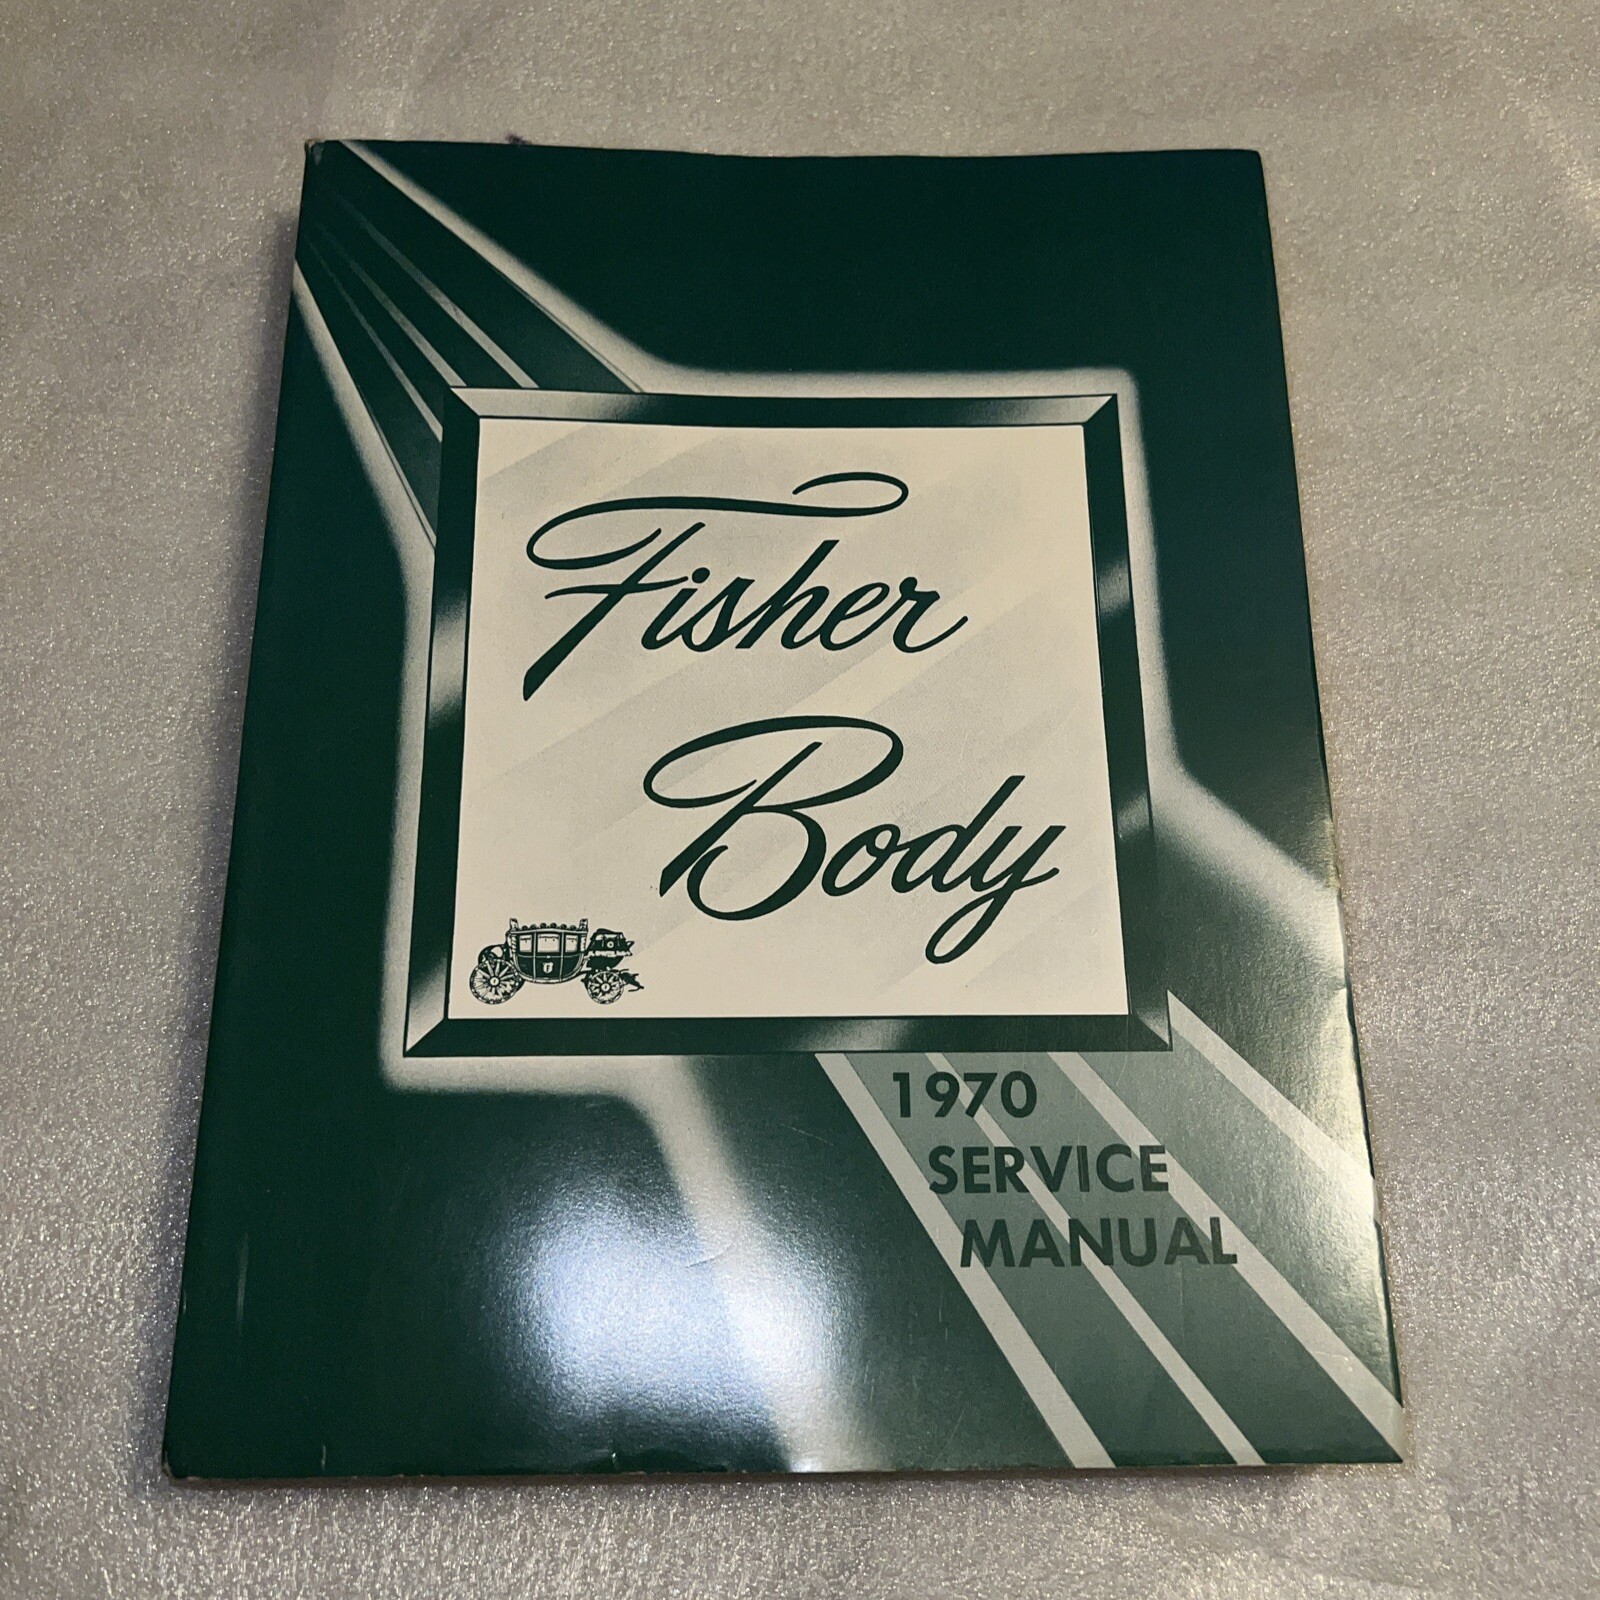 Fisher
Body
1970
SERVICE
MANUAL